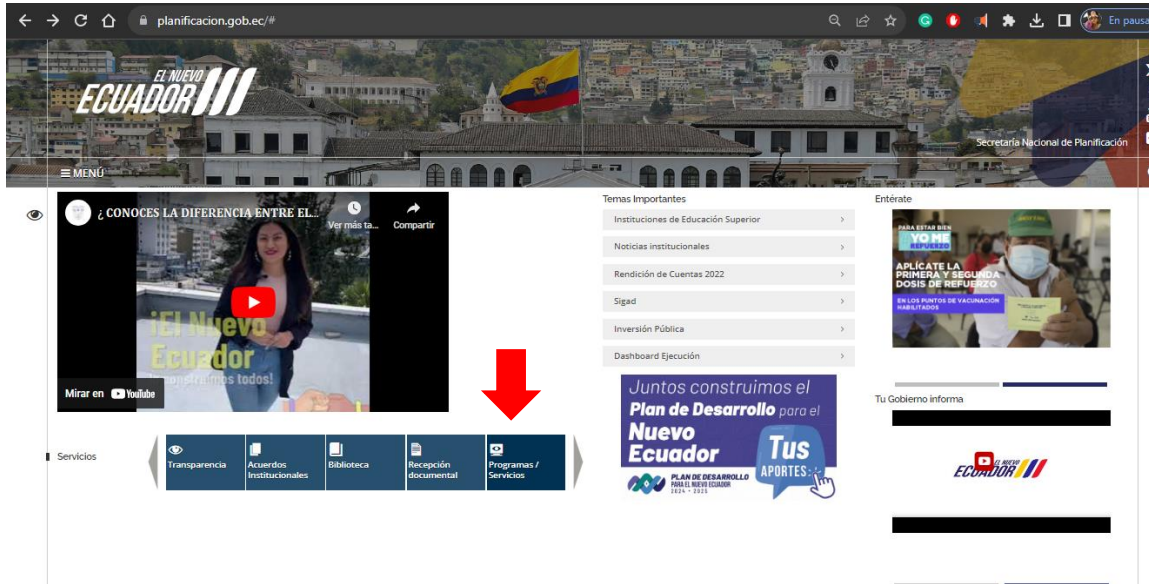 planificacion.gob.ec/#
En pausa
EL NUEVO
ECUADOR
Secretaría Nacional de Planificación
MENÚ
¿ CONOCES LA DIFERENCIA ENTRE EL...
Ver más ta...
Compartir
¡El Nuevo
Ecuador
todos!
Mirar en YouTube
Servicios
Transparencia
Acuerdos
Institucionales
Biblioteca
Recepción
documental
Programas /
Servicios
Temas Importantes
Instituciones de Educación Superior
Noticias institucionales
Rendición de Cuentas 2022
Sigad
Inversión Pública
Dashboard Ejecución
Juntos construimos el
Plan de Desarrollo para el
Nuevo
Ecuador
Tus
APORTES:
PLAN DE DESARROLLO
PARA EL NUEVO ECUADOR
2024 - 2025
Entérate
PARA ESTAR BIEN
YO ME
REFUERZO
APLÍCATE LA
PRIMERA Y SEGUNDA
DOSIS DE REFUERZO
EN LOS PUNTOS DE VACUNACIÓN
HABILITADOS
Tu Gobierno informa
EL NUEVO
ECUADOR